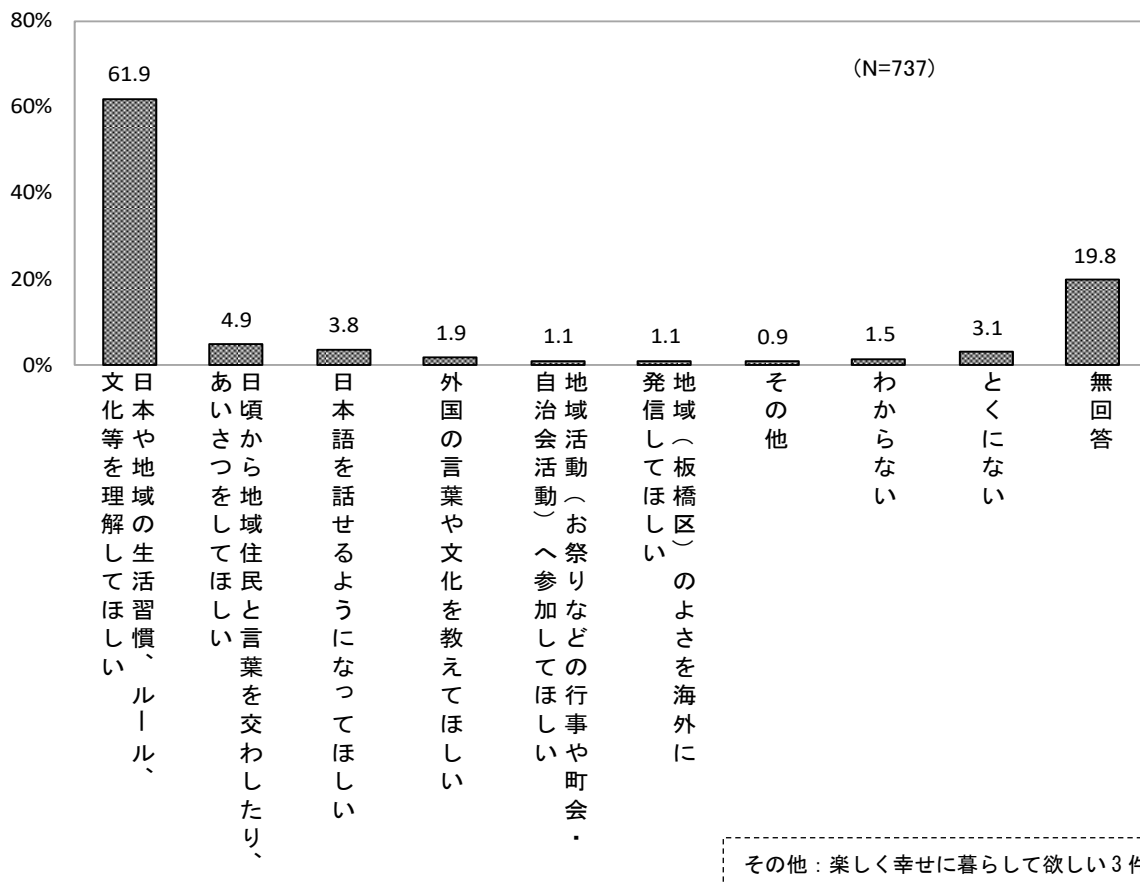 80%
60%
40%
20%
0%
(N=737)
61.9
4.9
3.8
1.9
1.1
1.1
0.9
1.5
3.1
19.8
日本や地域の生活習慣、ルール、
文化等を理解してほしい
日頃から地域住民と言葉を交わしたり、
あいさつをしてほしい
日本語を話せるようになってほしい
外国の言葉や文化を教えてほしい
地域活動（お祭りなどの行事や町会・
自治会活動）へ参加してほしい
地域（板橋区）のよさを海外に
発信してほしい
その他
わからない
とくにない
無回答
その他：楽しく幸せに暮らして欲しい3件